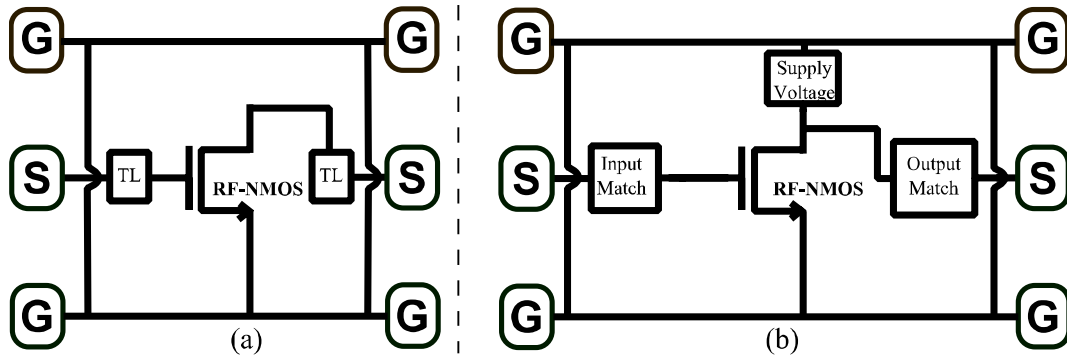 G G G G
Supply
Voltage
S TL RF-NMOS TL S S Input
Match RF-NMOS Output
Match S
G G G G
(a) (b)